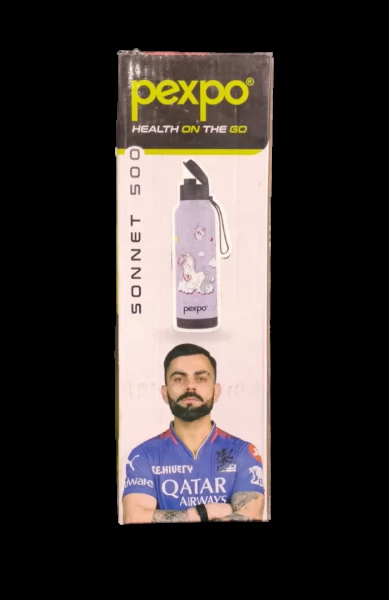 pexpo®
HEALTH ON THE GO
SONNET 500
pexpo
QATAR
AIRWAYS